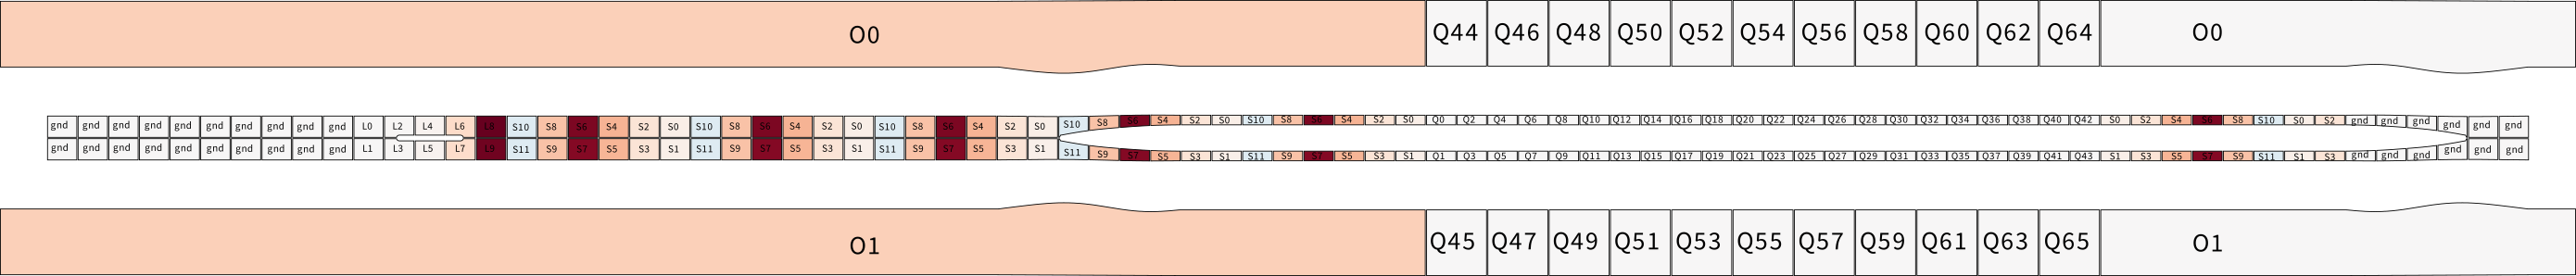 O0 Q44 Q46 Q48 Q50 Q52 Q54 Q56 Q58 Q60 Q62 Q64 O0
gnd gnd gnd gnd gnd gnd gnd gnd gnd gnd L0 L2 L4 L6 L8 S10 S8 S6 S4 S2 S0 S10 S8 S6 S4 S2 S0 S10 S8 S6 S4 S2 S0 S10 S8 S6 S4 S2 S0 S10 S8 S6 S4 S2 S0 Q0 Q2 Q4 Q6 Q8 Q10 Q12 Q14 Q16 Q18 Q20 Q22 Q24 Q26 Q28 Q30 Q32 Q34 Q36 Q38 Q40 Q42 S0 S2 S4 S6 S8 S10 S0 S2 gnd gnd gnd gnd gnd gnd
gnd gnd gnd gnd gnd gnd gnd gnd gnd gnd L1 L3 L5 L7 L9 S11 S9 S7 S5 S3 S1 S11 S9 S7 S5 S3 S1 S11 S9 S7 S5 S3 S1 S11 S9 S7 S5 S3 S1 S11 S9 S7 S5 S3 S1 Q1 Q3 Q5 Q7 Q9 Q11 Q13 Q15 Q17 Q19 Q21 Q23 Q25 Q27 Q29 Q31 Q33 Q35 Q37 Q39 Q41 Q43 S1 S3 S5 S7 S9 S11 S1 S3 gnd gnd gnd gnd gnd gnd
O1 Q45 Q47 Q49 Q51 Q53 Q55 Q57 Q59 Q61 Q63 Q65 O1